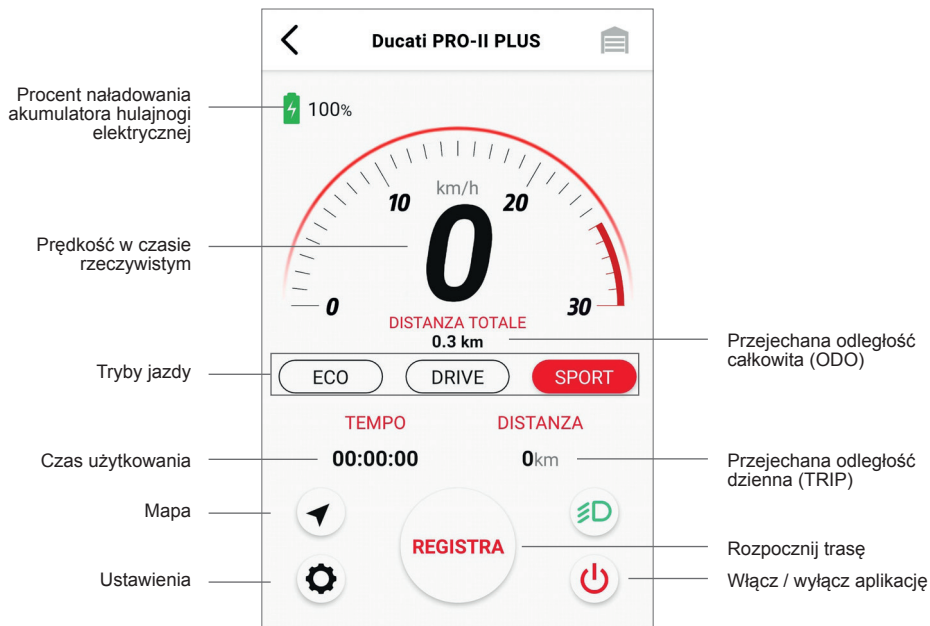 Ducati PRO-II PLUS
Procent naładowania
akumulatora hulajnogi
elektrycznej
100%
km/h
10
20
0
Prędkość w czasie
rzeczywistym
0
30
DISTANZA TOTALE
0.3 km
Przejechana odległość
całkowita (ODO)
Tryby jazdy
ECO
DRIVE
SPORT
TEMPO
DISTANZA
Czas użytkowania
00:00:00
0km
Przejechana odległość
dzienna (TRIP)
Mapa
REGISTRA
Rozpocznij trasę
Ustawienia
Włącz / wyłącz aplikację